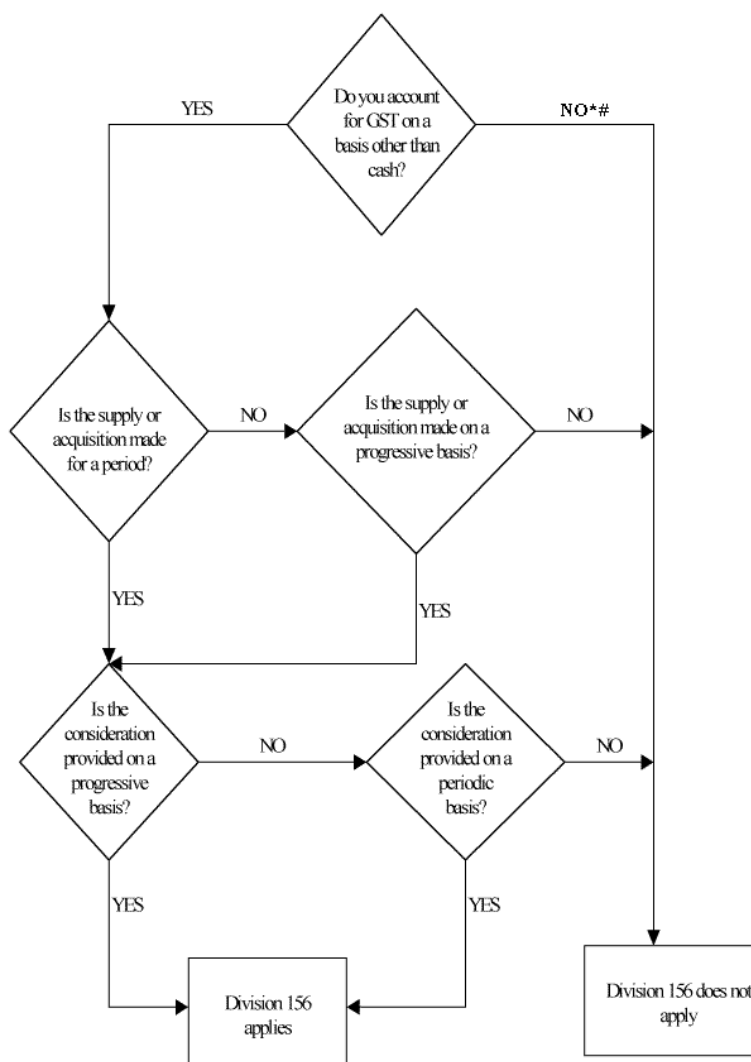 Do you account
for GST on a
basis other than
cash?
YES
NO*#
Is the supply or
acquisition made
for a period?
NO
Is the supply or
acquisition made on a
progressive basis?
NO
YES
YES
Is the
consideration
provided on a
progressive
basis?
NO
Is the
consideration
provided on a
periodic
basis?
NO
YES
YES
Division 156
applies
Division 156 does not
apply